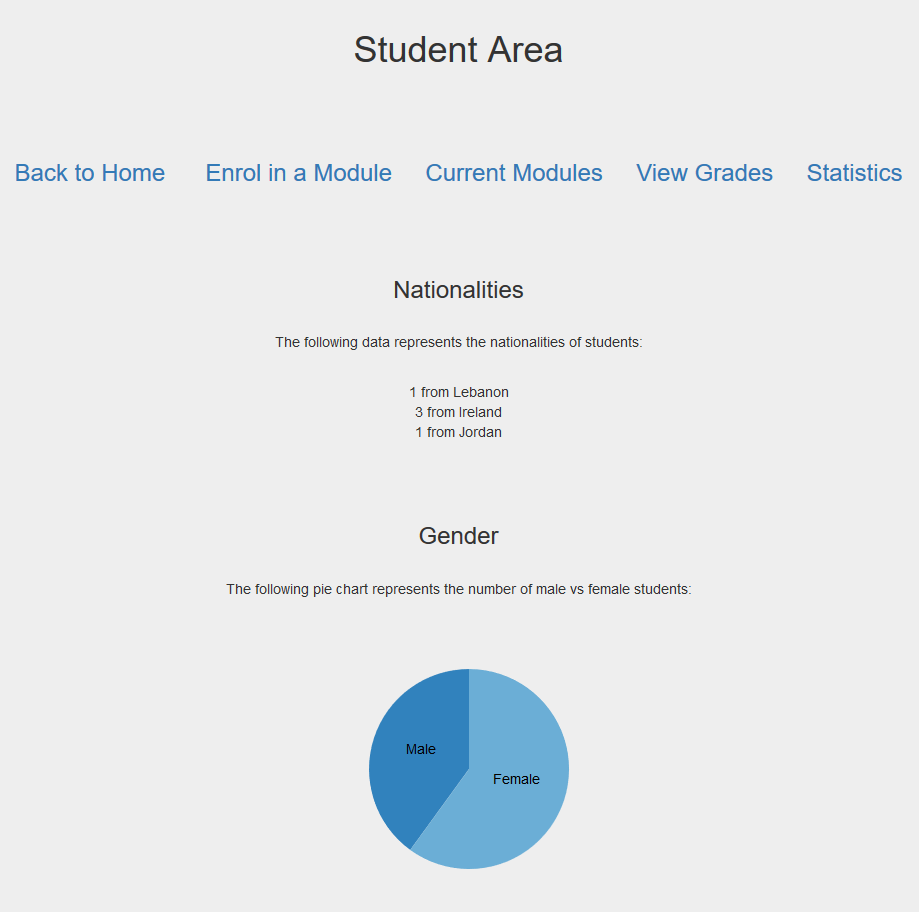 Student Area
Back to Home Enrol in a Module Current Modules View Grades Statistics
Nationalities
The following data represents the nationalities of students:
1 from Lebanon
3 from Ireland
1 from Jordan
Gender
The following pie chart represents the number of male vs female students:
Male
Female